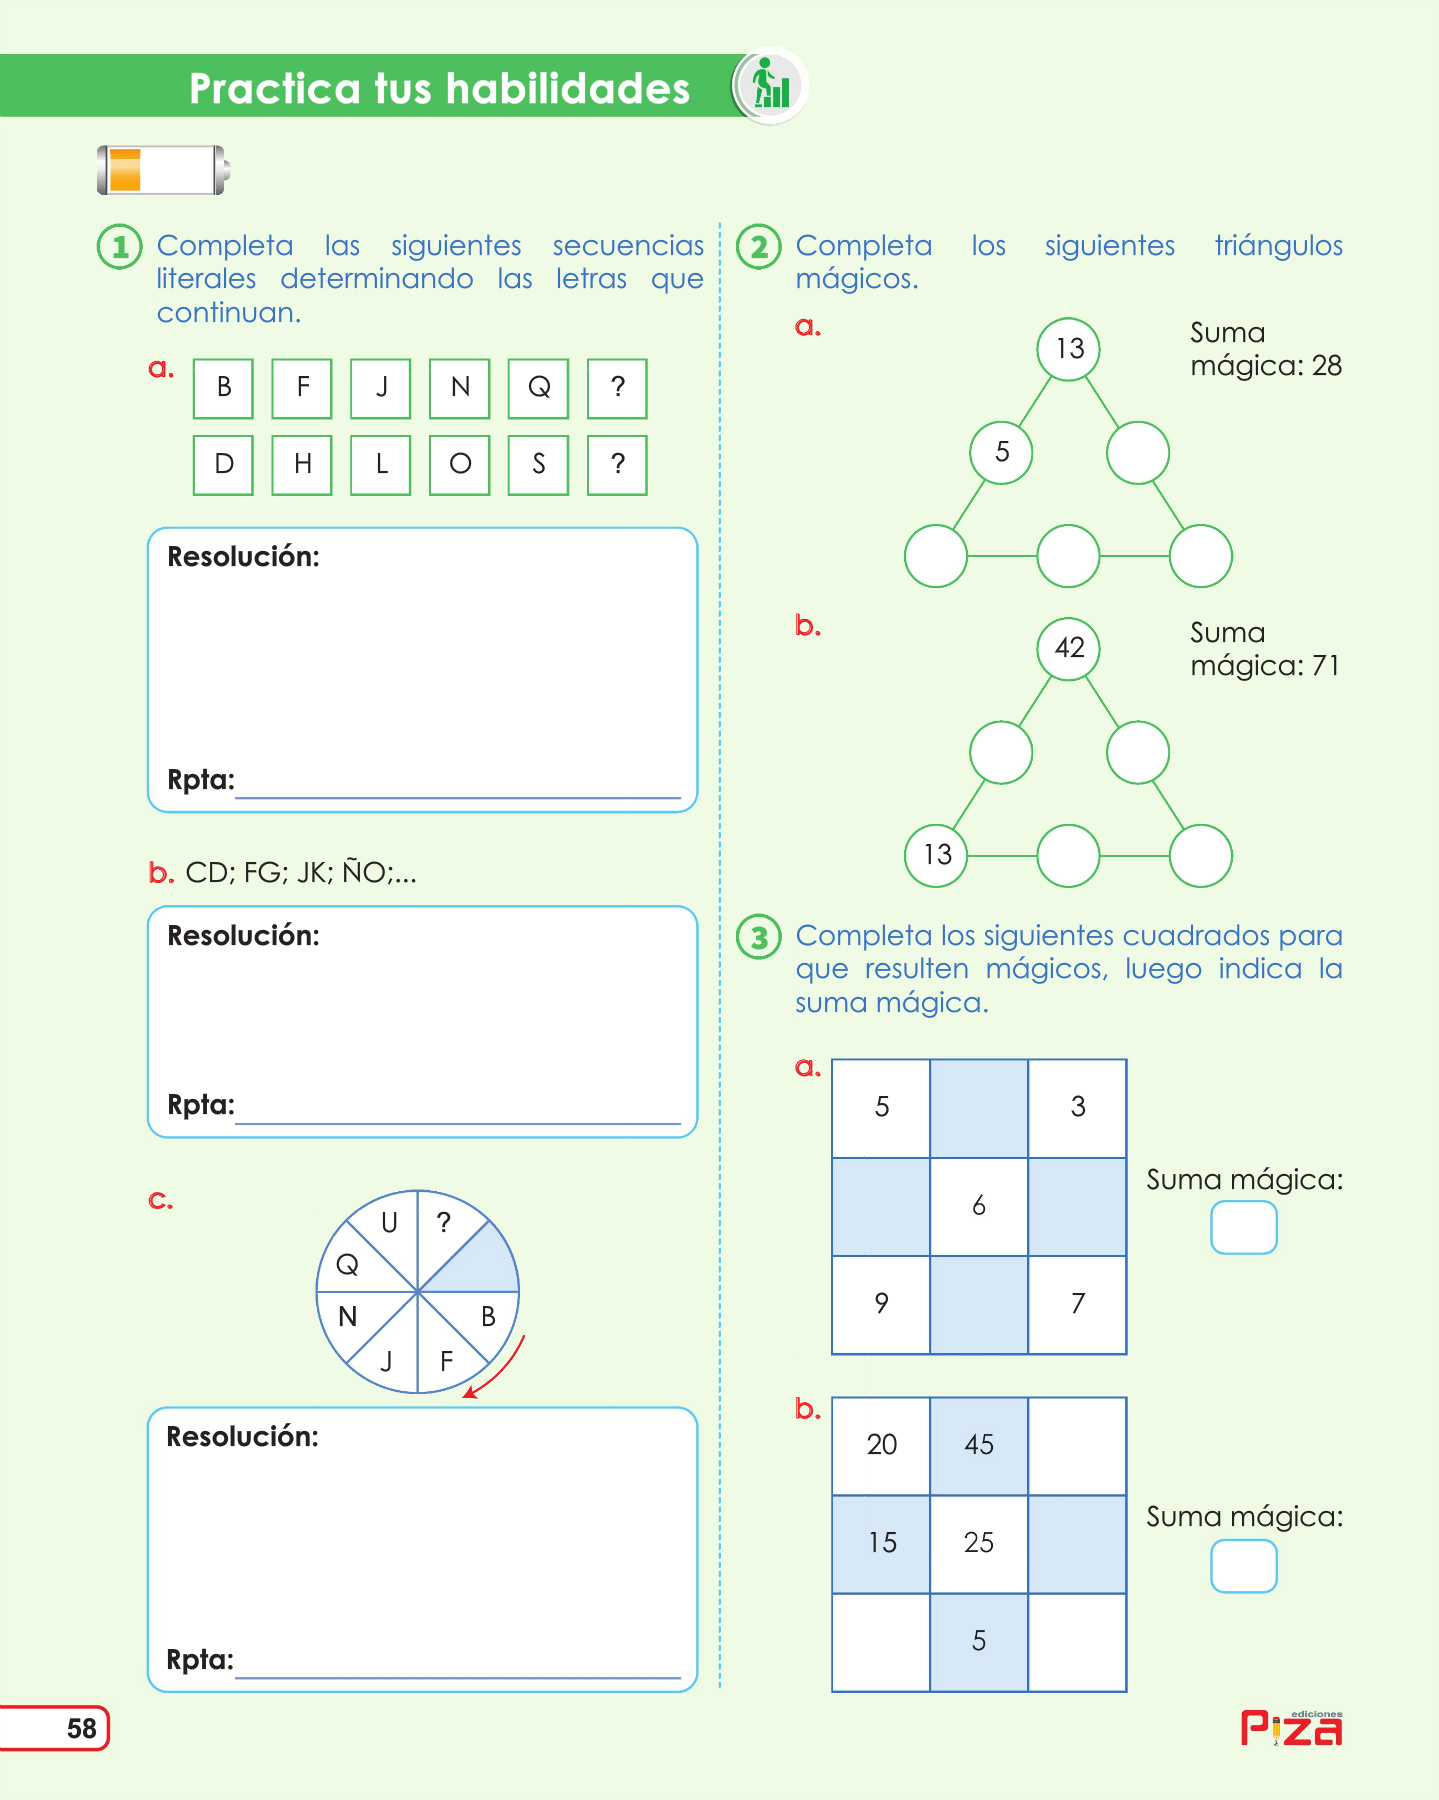 Practica tus habilidades
1 Completa las siguientes secuencias
literales determinando las letras que
continuan.
a.
B F J N Q ?
D H L O S ?
Resolución:
Rpta:
b. CD; FG; JK; ÑO;...
Resolución:
Rpta:
c.
U ?
Q
N B
J F
Resolución:
Rpta:
2 Completa los siguientes triángulos
mágicos.
a.
13
Suma
mágica: 28
5
b.
42
Suma
mágica: 71
13
3 Completa los siguientes cuadrados para
que resulten mágicos, luego indica la
suma mágica.
a.
5 3
6
9 7
Suma mágica:
b.
20 45
15 25
5
Suma mágica:
58
ediciones
Piza